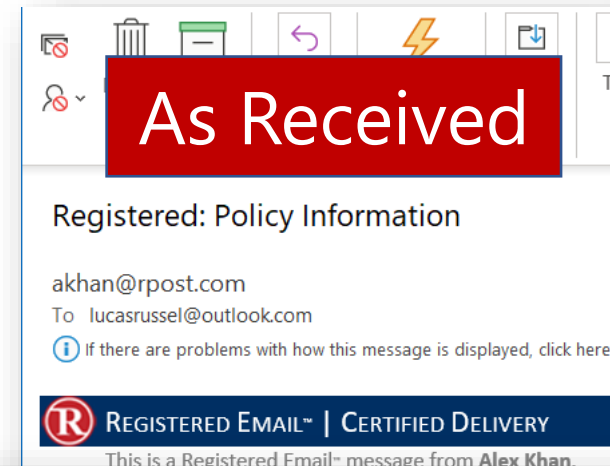 As Received
Registered: Policy Information
akhan@rpost.com
To lucasrussel@outlook.com
If there are problems with how this message is displayed, click here
R REGISTERED EMAIL™ | CERTIFIED DELIVERY
This is a Registered Email™ message from Alex Khan.